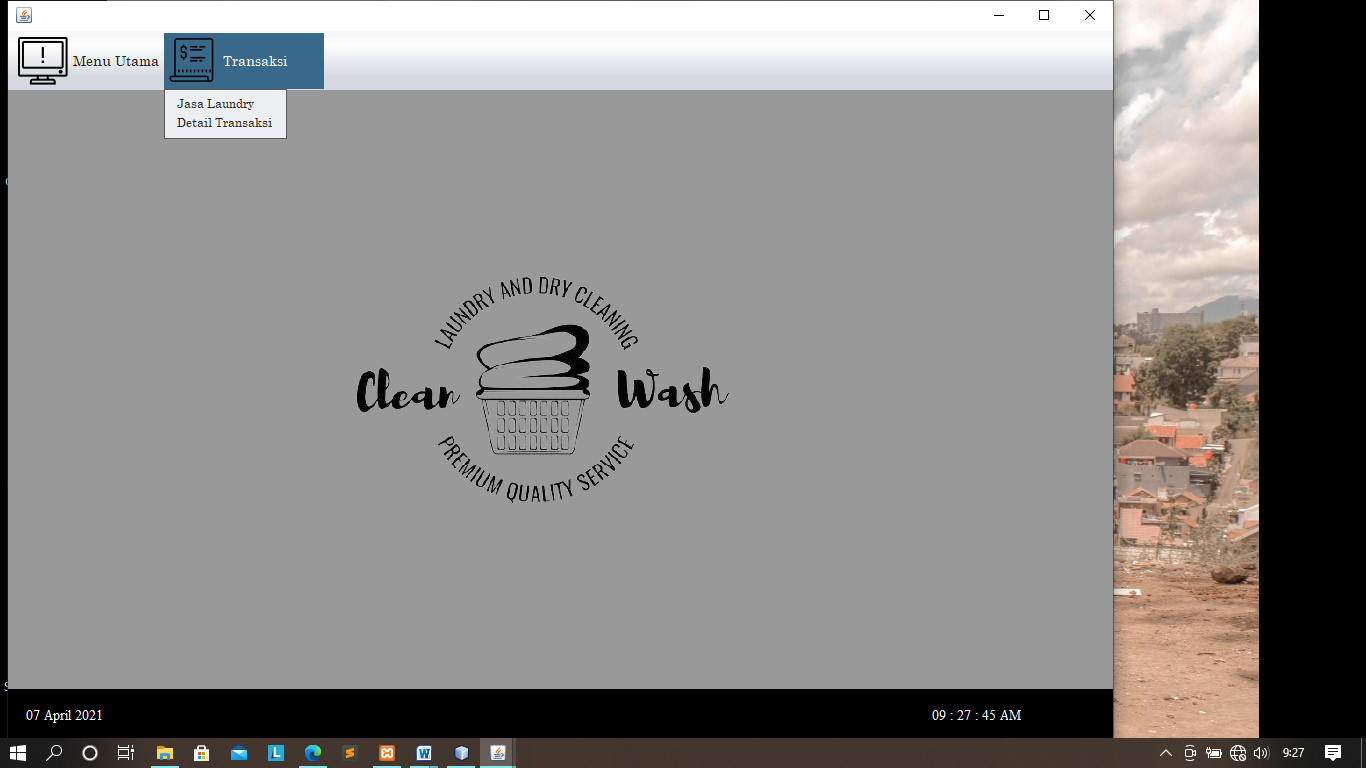 Menu Utama
Transaksi
Jasa Laundry
Detail Transaksi
LAUNDRY AND DRY CLEANING
Clean Wash
PREMIUM QUALITY SERVICE
07 April 2021
09 : 27 : 45 AM
9:27